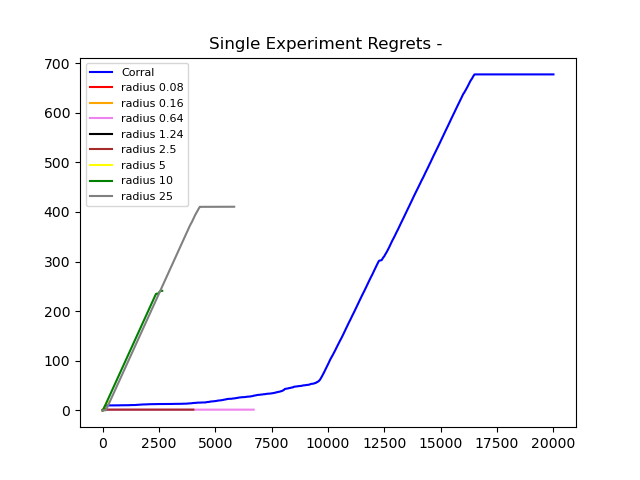 Single Experiment Regrets -
700
600
500
400
300
200
100
0
Corral
radius 0.08
radius 0.16
radius 0.64
radius 1.24
radius 2.5
radius 5
radius 10
radius 25
0 2500 5000 7500 10000 12500 15000 17500 20000